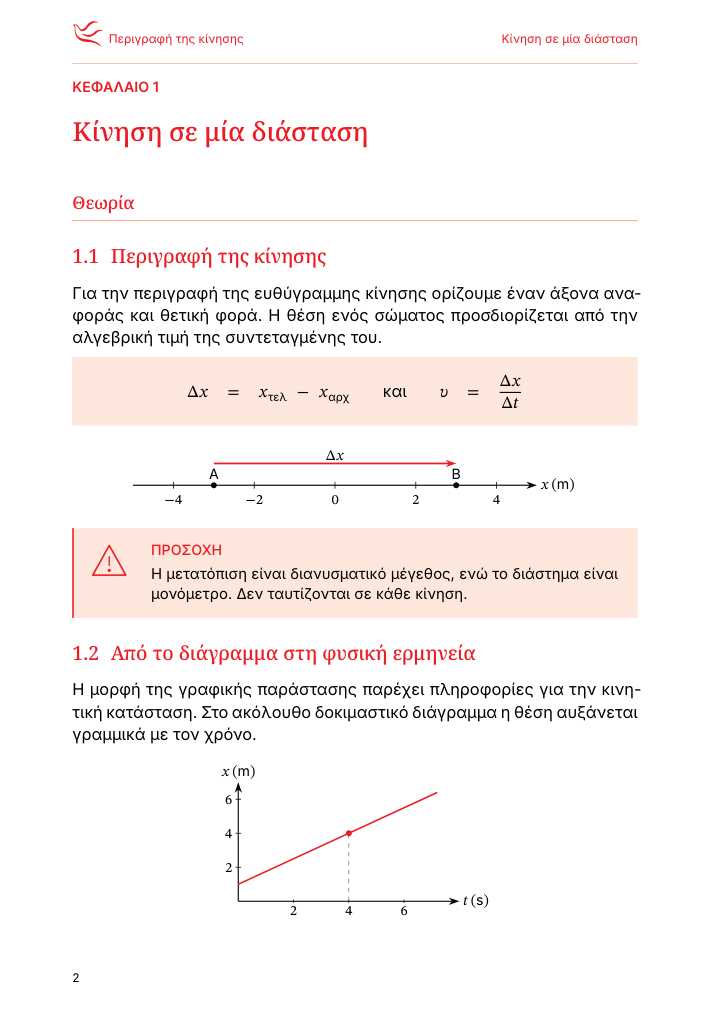 Περιγραφή της κίνησης Κίνηση σε μία διάσταση
ΚΕΦΑΛΑΙΟ 1
Κίνηση σε μία διάσταση
Θεωρία
1.1 Περιγραφή της κίνησης
Για την περιγραφή της ευθύγραμμης κίνησης ορίζουμε έναν άξονα ανα-
φοράς και θετική φορά. Η θέση ενός σώματος προσδιορίζεται από την
αλγεβρική τιμή της συντεταγμένης του.
Δx = xτελ − xαρχ και υ = Δx/Δt
Δx
A B
x (m)
−4 −2 0 2 4
ΠΡΟΣΟΧΗ
Η μετατόπιση είναι διανυσματικό μέγεθος, ενώ το διάστημα είναι
μονόμετρο. Δεν ταυτίζονται σε κάθε κίνηση.
1.2 Από το διάγραμμα στη φυσική ερμηνεία
Η μορφή της γραφικής παράστασης παρέχει πληροφορίες για την κινη-
τική κατάσταση. Στο ακόλουθο δοκιμαστικό διάγραμμα η θέση αυξάνεται
γραμμικά με τον χρόνο.
x (m)
6
4
2
t (s)
2 4 6
2